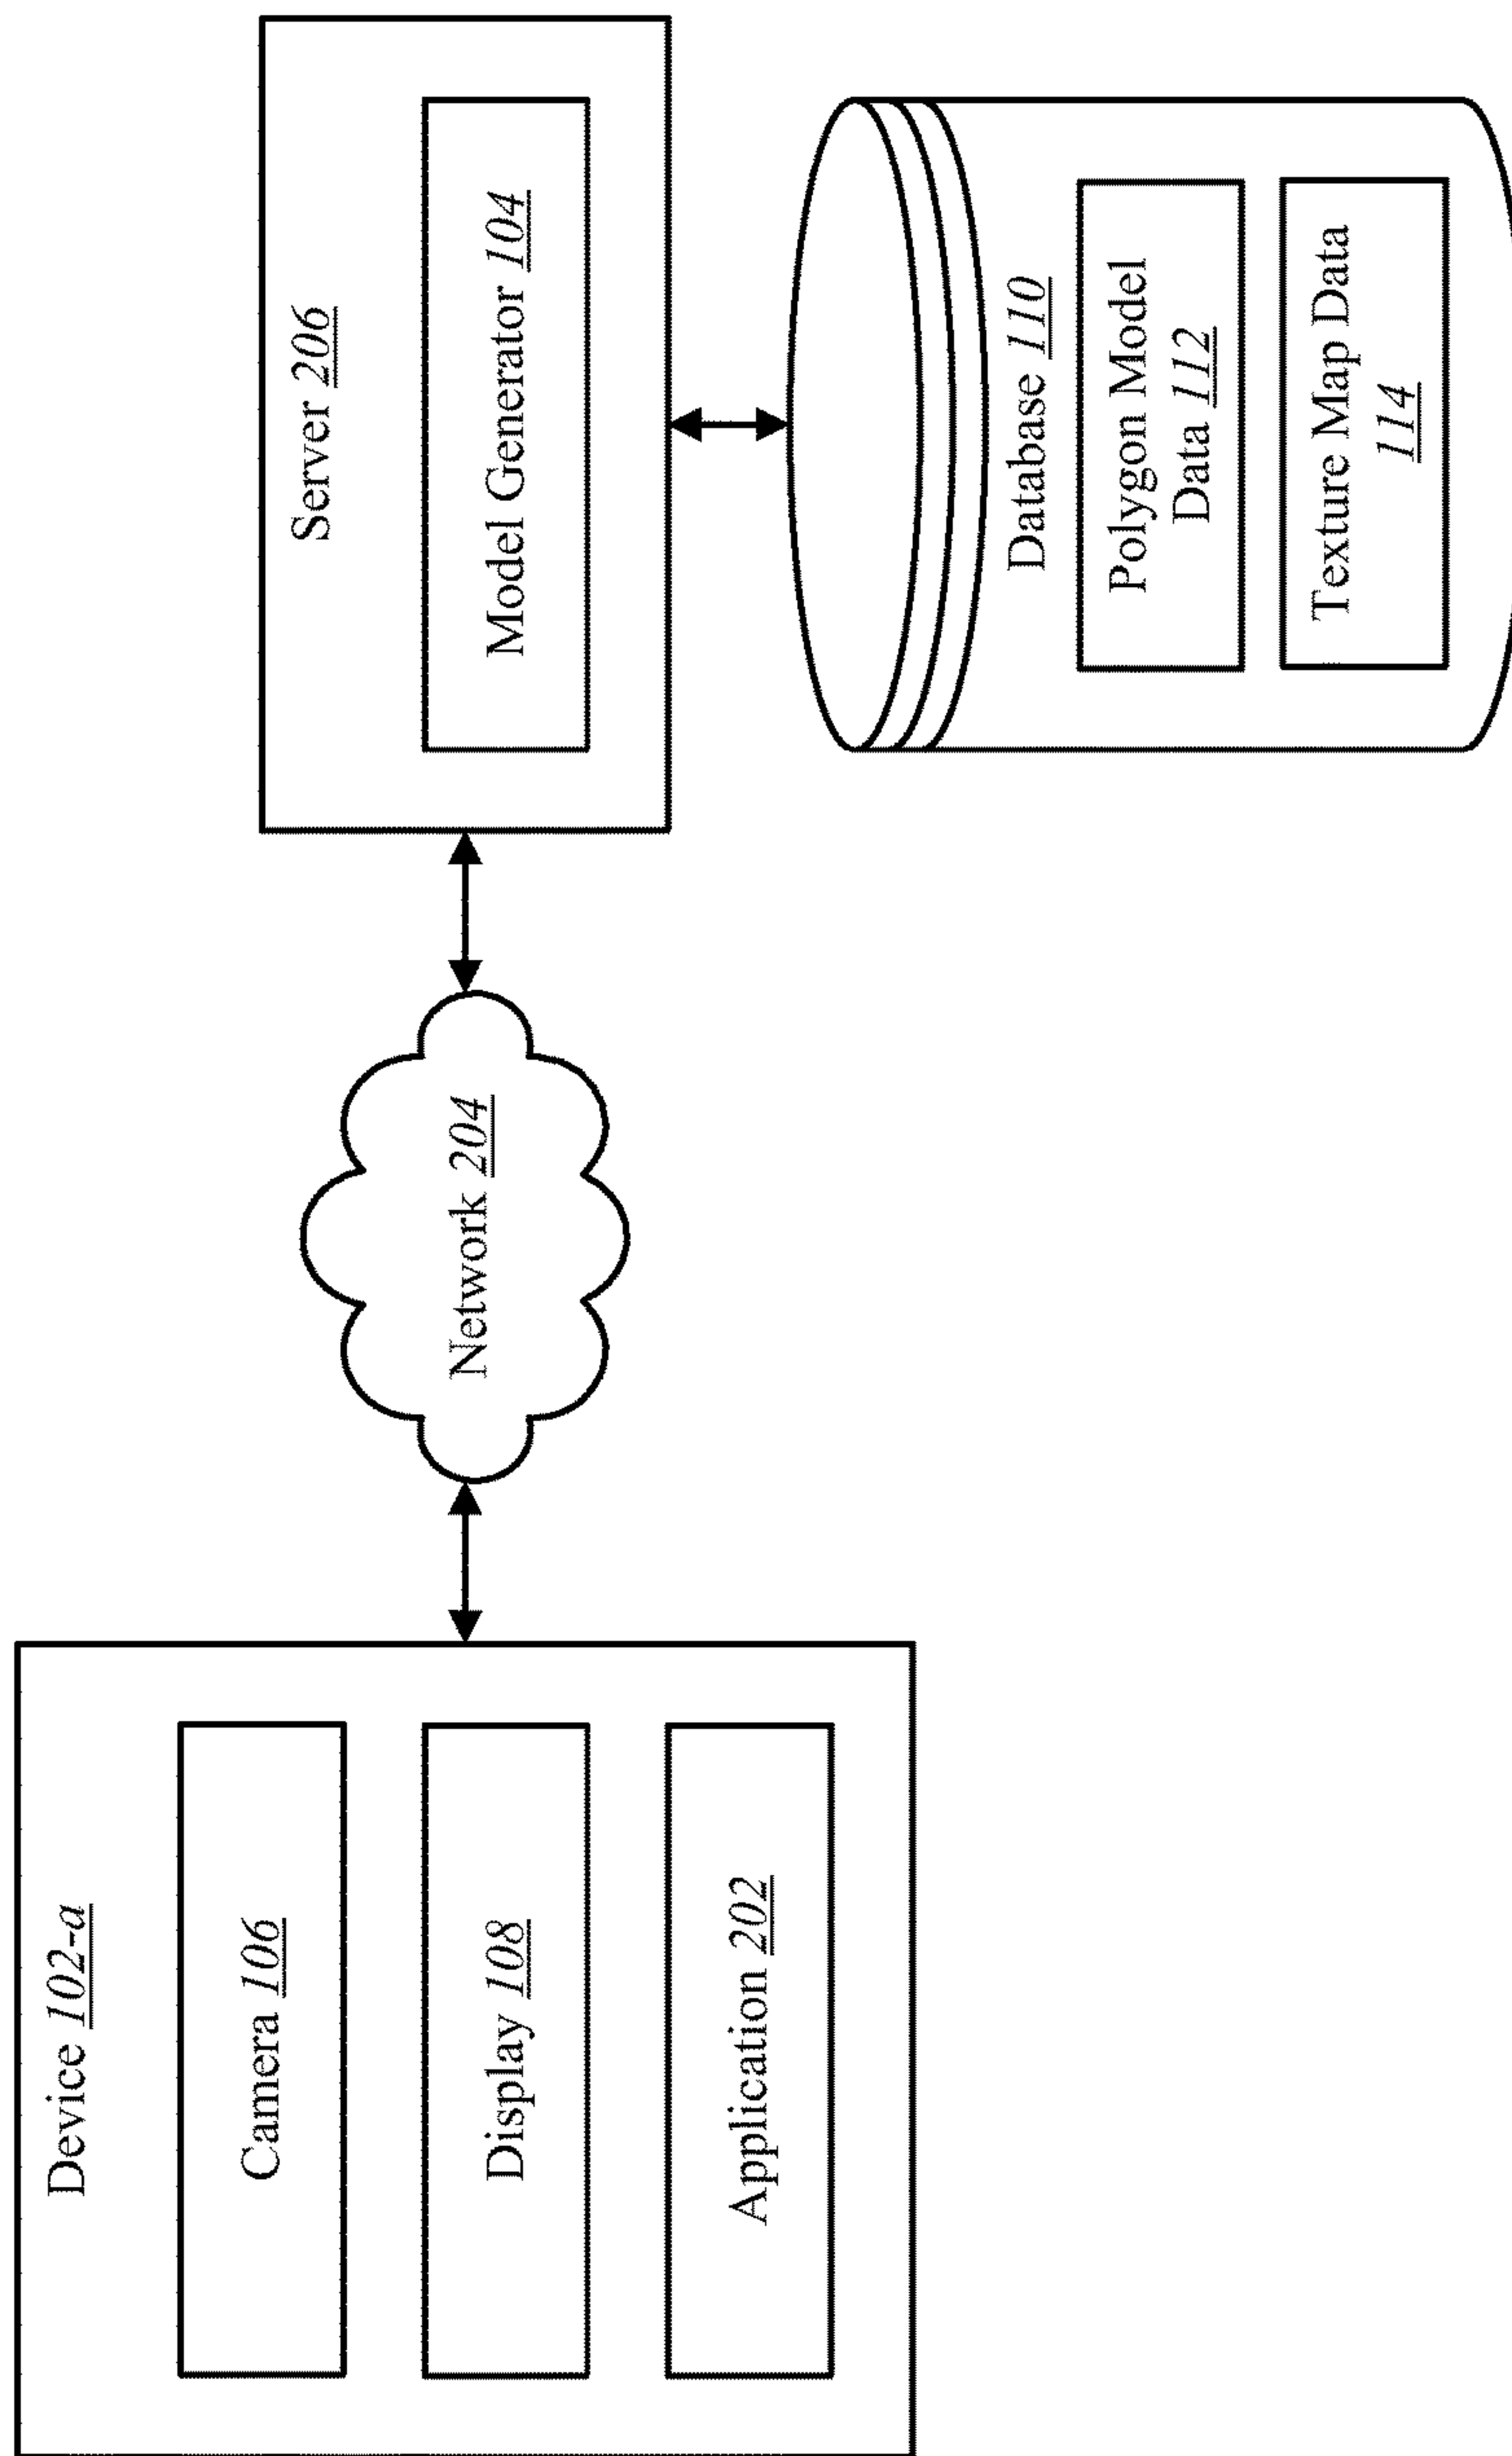 Device 102-a
Camera 106
Display 108
Application 202
Network 204
Server 206
Model Generator 104
Database 110
Polygon Model
Data 112
Texture Map Data
114